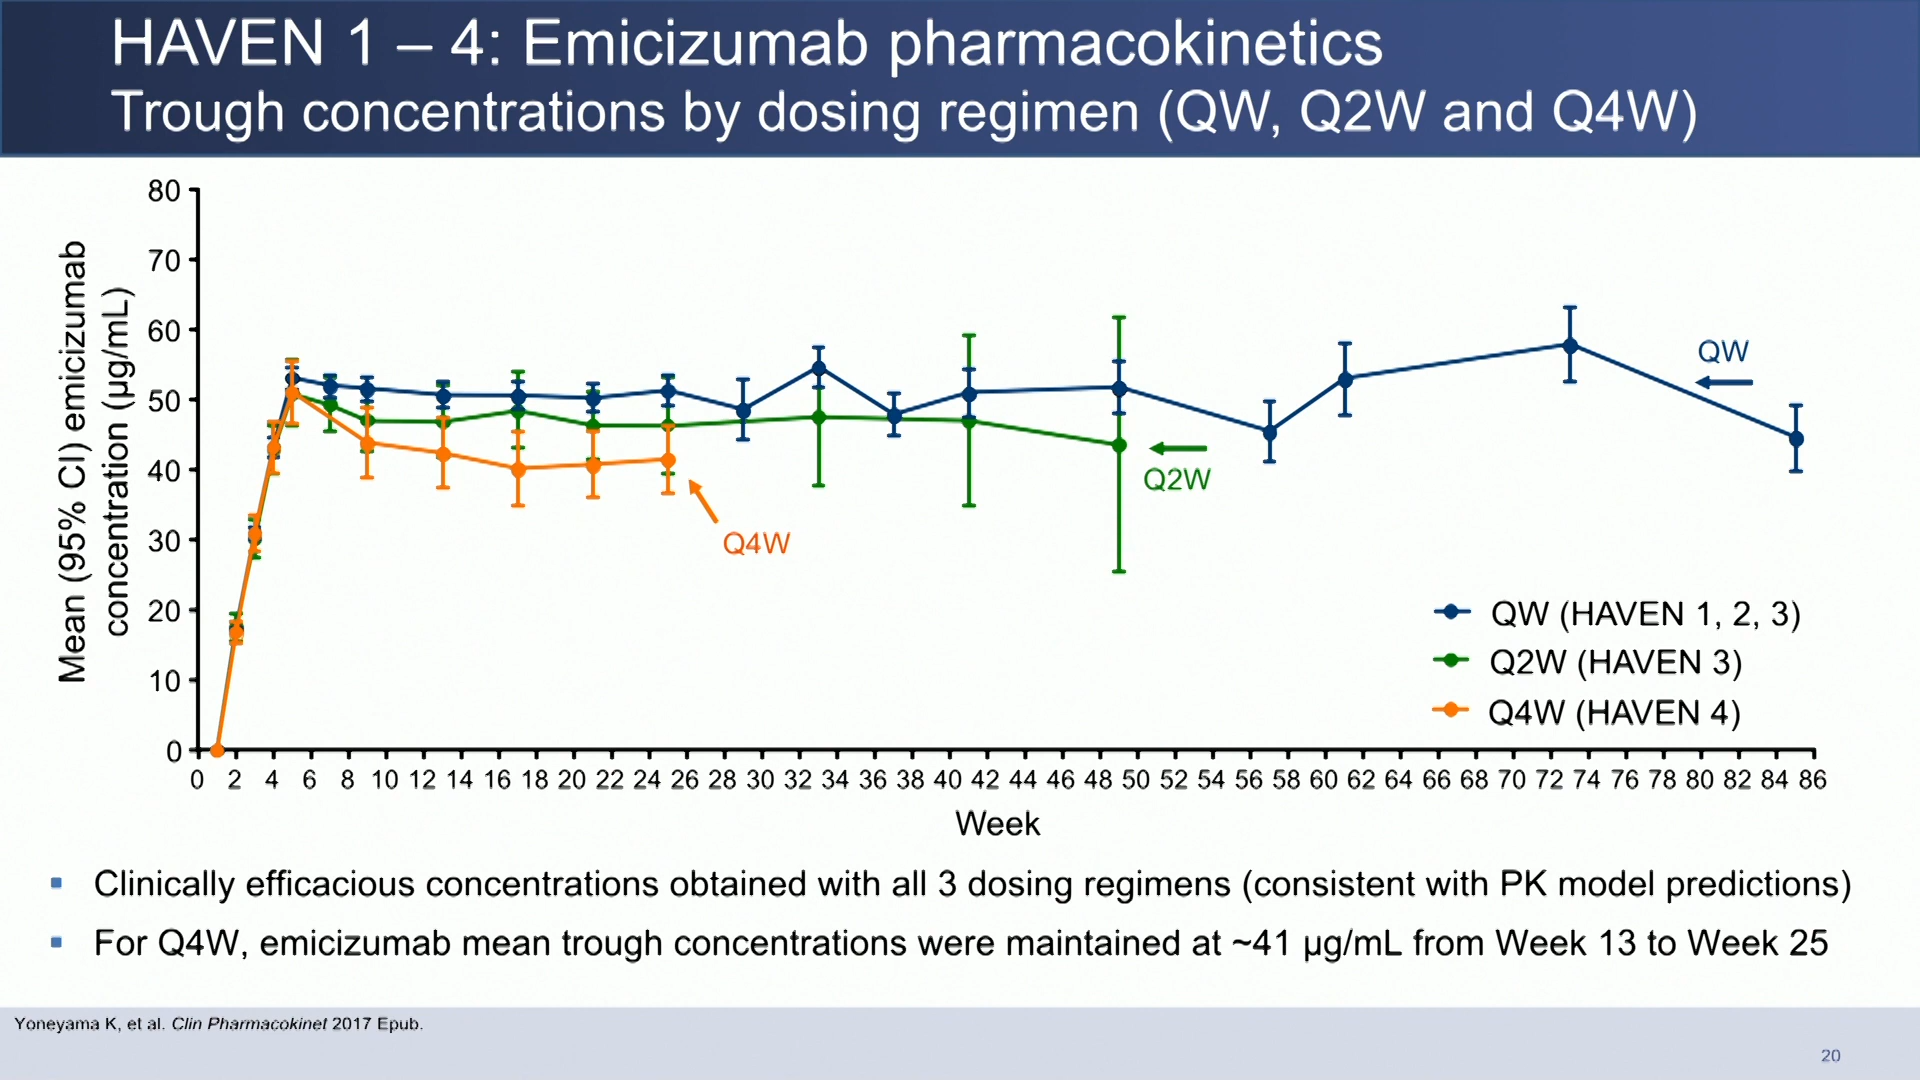 HAVEN 1 – 4: Emicizumab pharmacokinetics
Trough concentrations by dosing regimen (QW, Q2W and Q4W)
Mean (95% CI) emicizumab
concentration (µg/mL)
80
70
60
50
40
30
20
10
0
QW
Q2W
Q4W
QW (HAVEN 1, 2, 3)
Q2W (HAVEN 3)
Q4W (HAVEN 4)
0 2 4 6 8 10 12 14 16 18 20 22 24 26 28 30 32 34 36 38 40 42 44 46 48 50 52 54 56 58 60 62 64 66 68 70 72 74 76 78 80 82 84 86
Week
▪ Clinically efficacious concentrations obtained with all 3 dosing regimens (consistent with PK model predictions)
▪ For Q4W, emicizumab mean trough concentrations were maintained at ~41 µg/mL from Week 13 to Week 25
Yoneyama K, et al. Clin Pharmacokinet 2017 Epub.
20